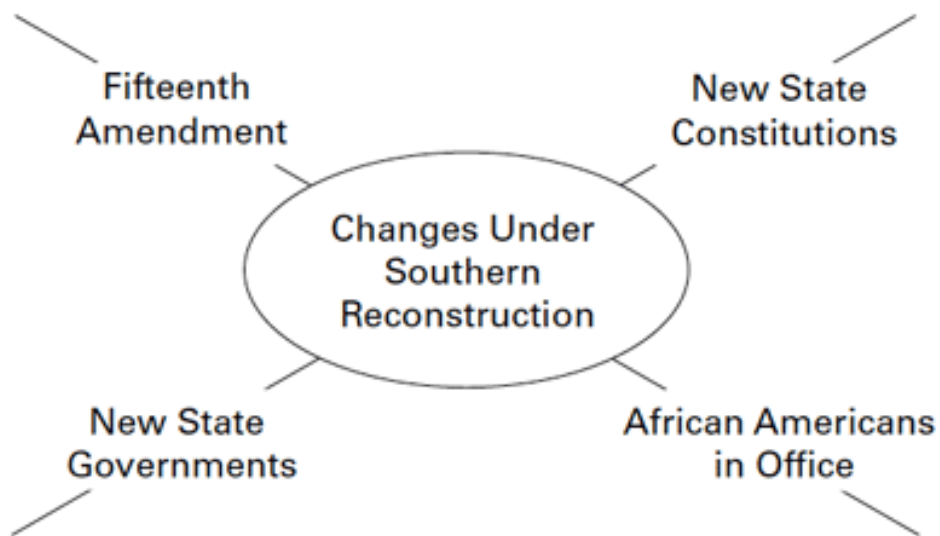 Fifteenth
Amendment
New State
Constitutions
Changes Under
Southern
Reconstruction
New State
Governments
African Americans
in Office